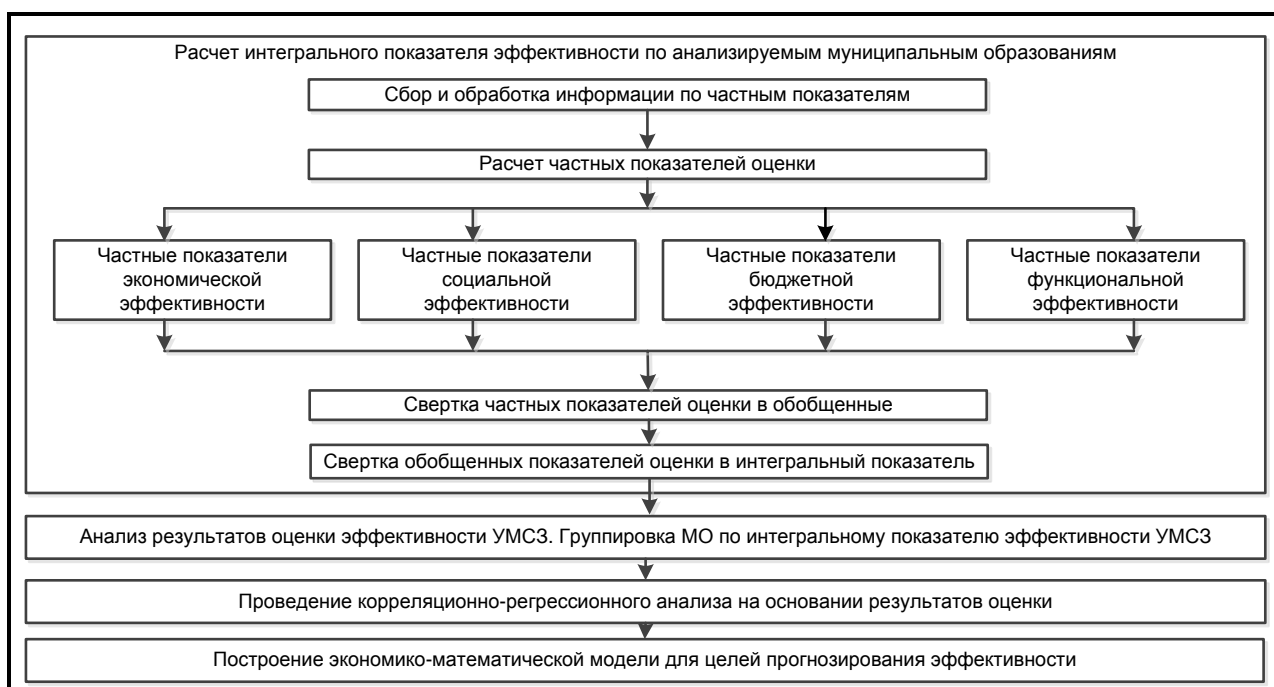 Расчет интегрального показателя эффективности по анализируемым муниципальным образованиям
Сбор и обработка информации по частным показателям
Расчет частных показателей оценки
Частные показатели
экономической
эффективности
Частные показатели
социальной
эффективности
Частные показатели
бюджетной
эффективности
Частные показатели
функциональной
эффективности
Свертка частных показателей оценки в обобщенные
Свертка обобщенных показателей оценки в интегральный показатель
Анализ результатов оценки эффективности УМСЗ. Группировка МО по интегральному показателю эффективности УМСЗ
Проведение корреляционно-регрессионного анализа на основании результатов оценки
Построение экономико-математической модели для целей прогнозирования эффективности